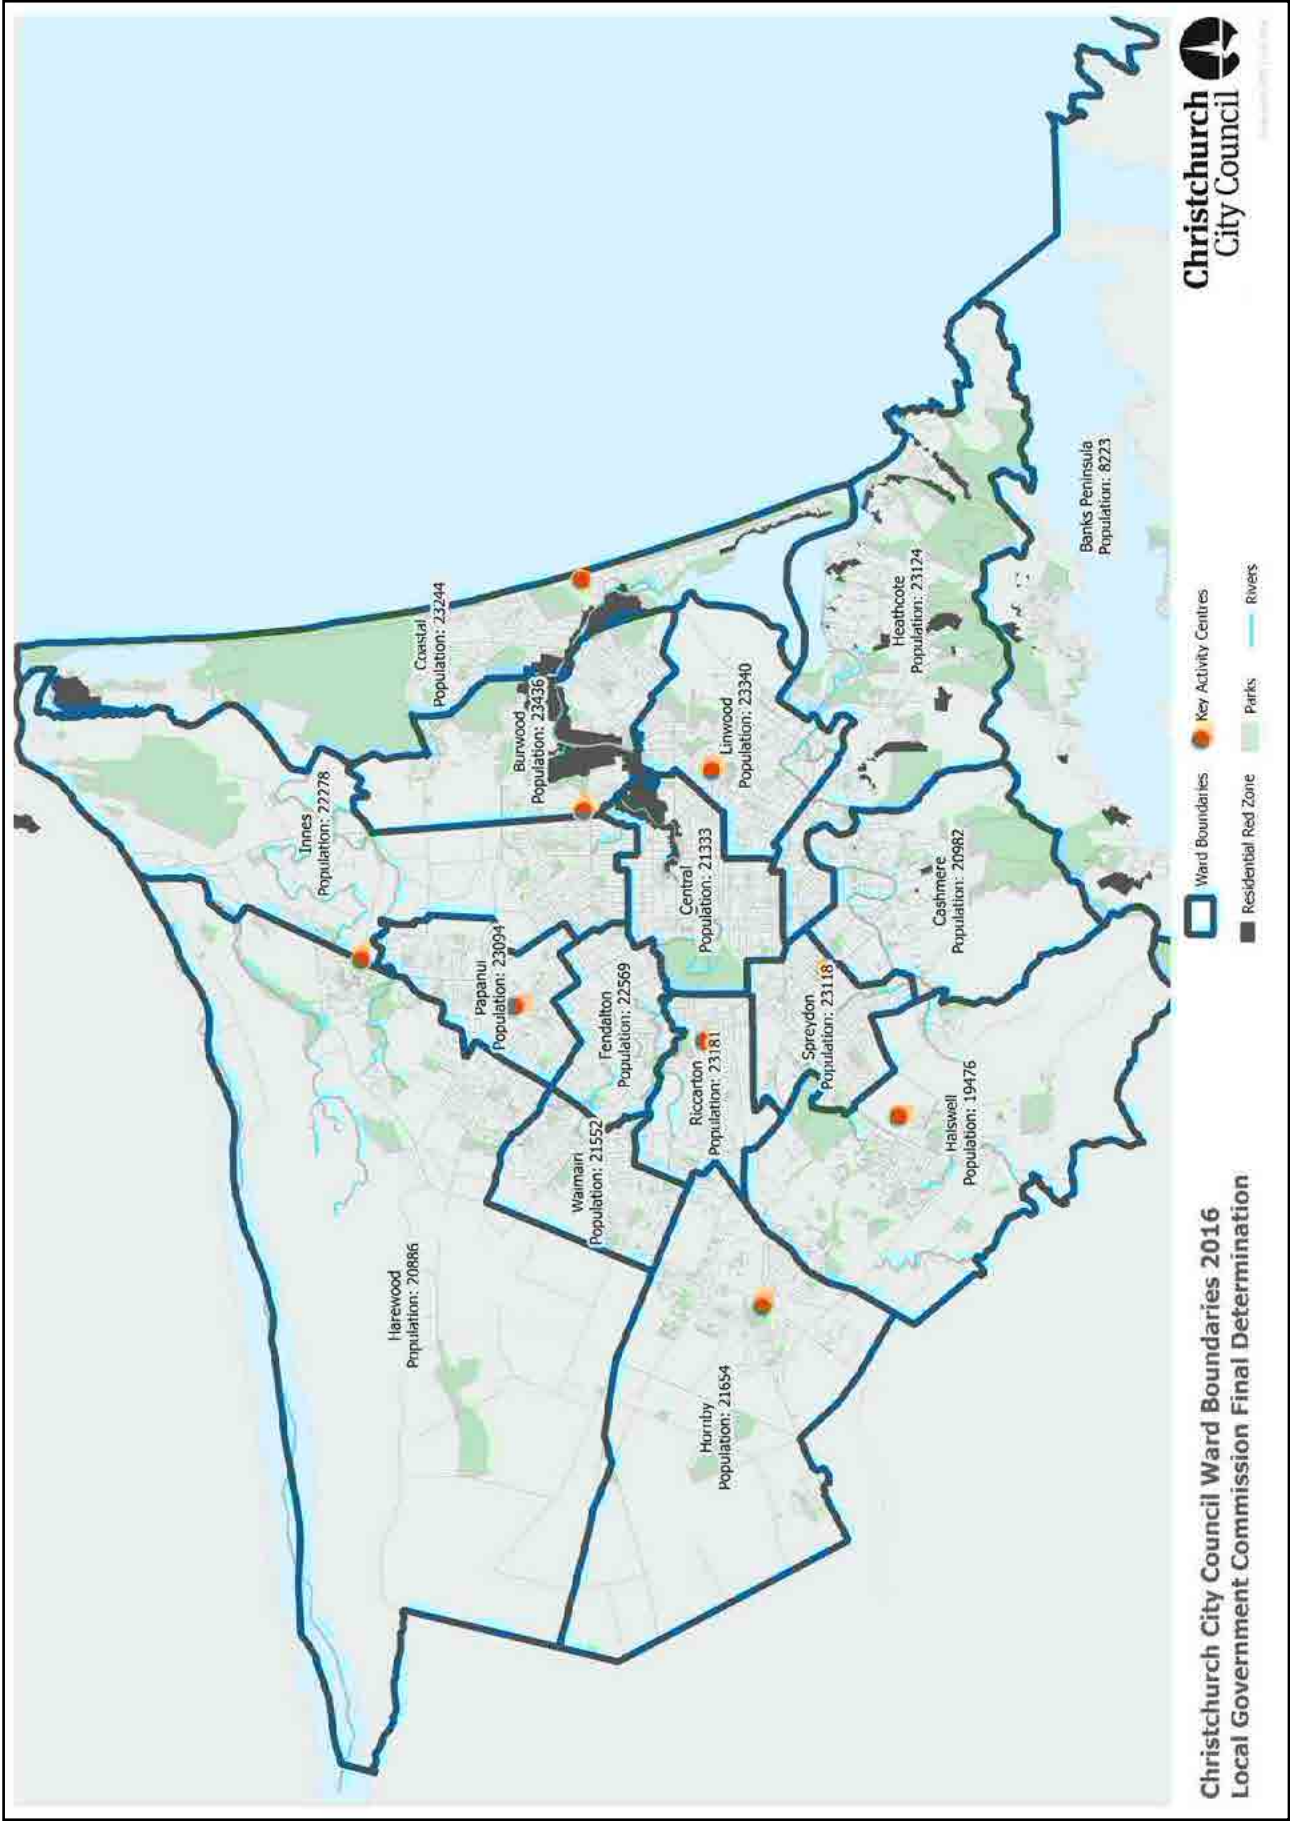 Harewood
Population: 20886
Innes
Population: 22278
Coastal
Population: 23244
Papanui
Population: 23094
Burwood
Population: 23436
Waimairi
Population: 21552
Fendalton
Population: 22569
Hornby
Population: 21654
Riccarton
Population: 23181
Central
Population: 21333
Linwood
Population: 23340
Spreydon
Population: 23118
Heathcote
Population: 23124
Halswell
Population: 19476
Cashmere
Population: 20982
Banks Peninsula
Population: 8223
Christchurch City Council Ward Boundaries 2016
Local Government Commission Final Determination
Ward Boundaries
Key Activity Centres
Residential Red Zone
Parks
Rivers
Christchurch
City Council